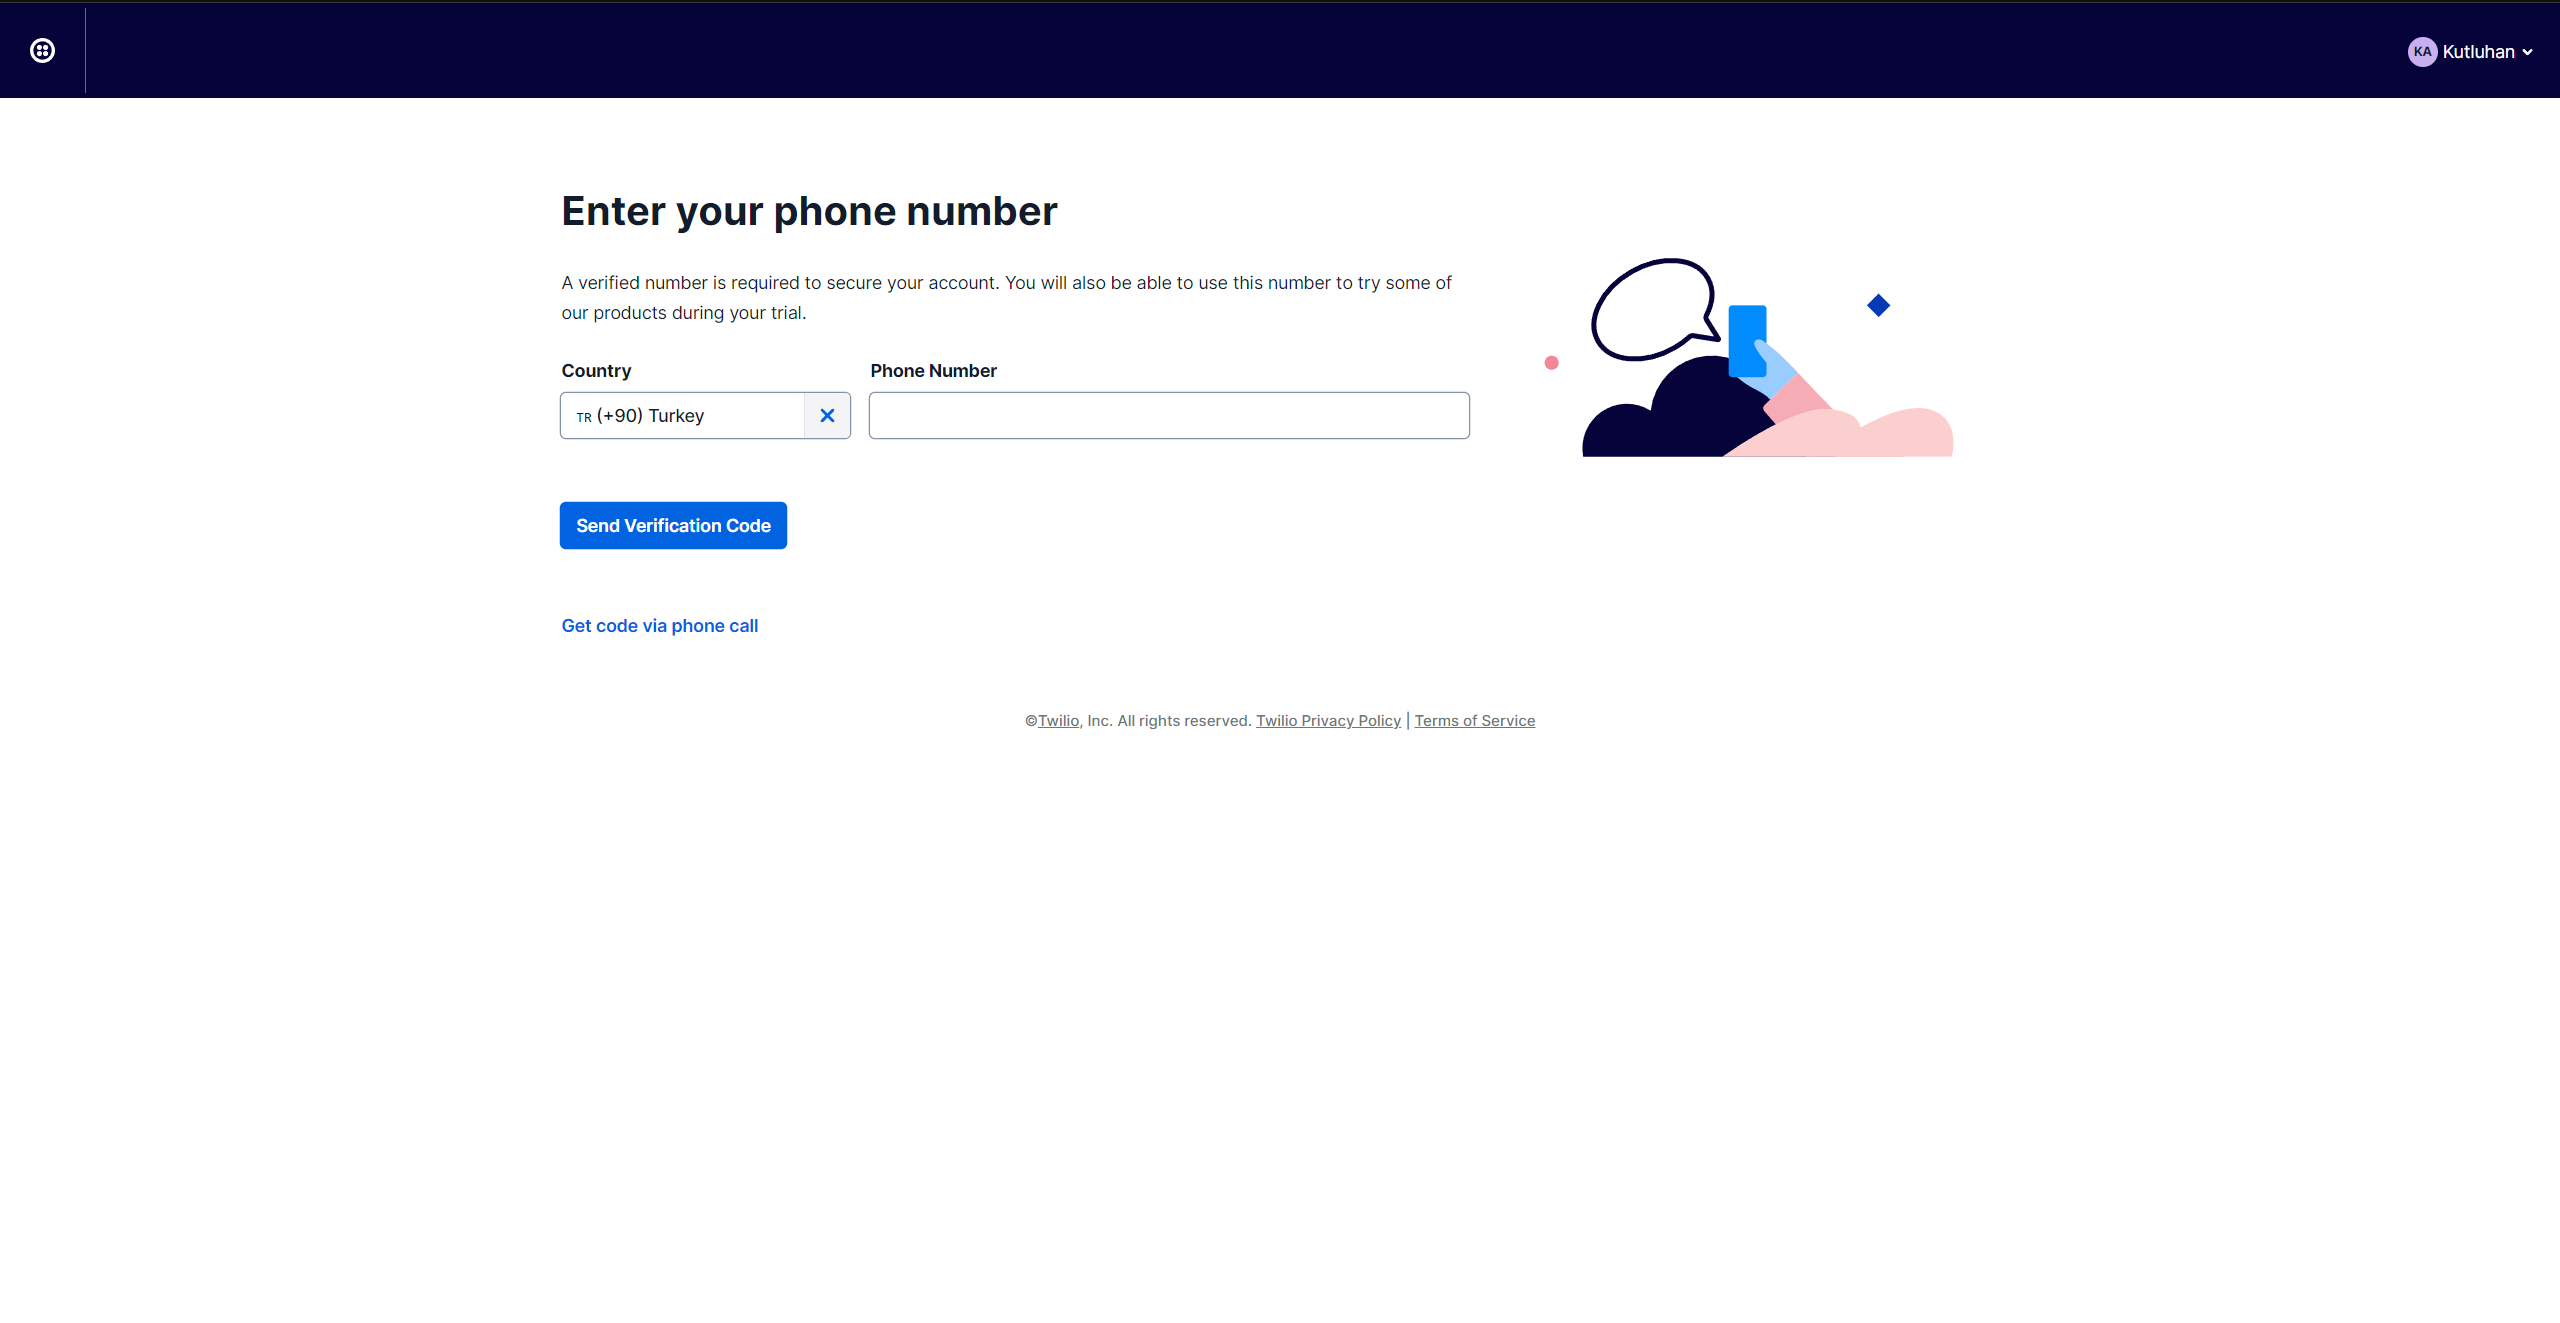 KA Kutluhan
Enter your phone number
A verified number is required to secure your account. You will also be able to use this number to try some of
our products during your trial.
Country Phone Number
TR (+90) Turkey
Send Verification Code
Get code via phone call
©Twilio, Inc. All rights reserved. Twilio Privacy Policy | Terms of Service